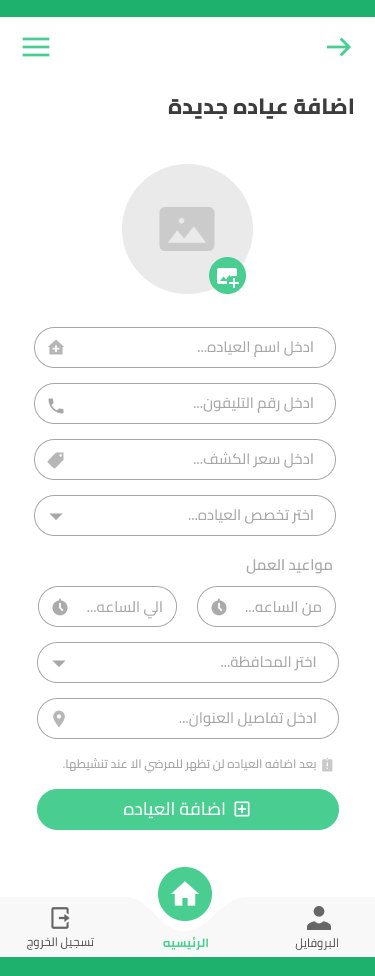 اضافة عياده جديدة
ادخل اسم العياده...
ادخل رقم التليفون...
ادخل سعر الكشف...
اختر تخصص العياده...
مواعيد العمل
من الساعه...
الي الساعه...
اختر المحافظة...
ادخل تفاصيل العنوان...
بعد اضافه العياده لن تظهر للمرضي الا عند تنشيطها.
اضافة العياده
البروفايل
الرئيسيه
تسجيل الخروج